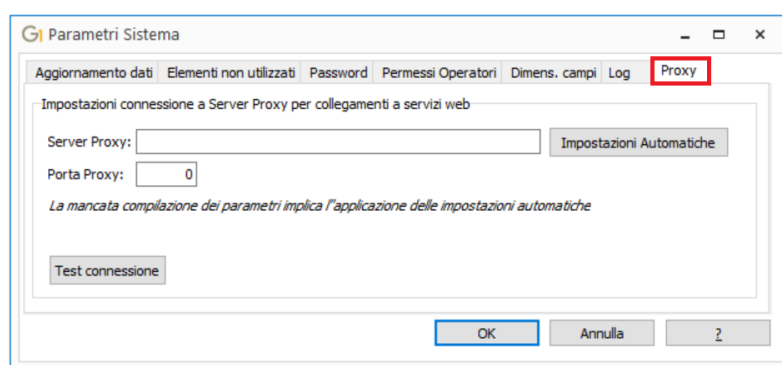 G1 Parametri Sistema
Aggiornamento dati Elementi non utilizzati Password Permessi Operatori Dimens. campi Log Proxy
Impostazioni connessione a Server Proxy per collegamenti a servizi web
Server Proxy: Impostazioni Automatiche
Porta Proxy: 0
La mancata compilazione dei parametri implica l''applicazione delle impostazioni automatiche
Test connessione
OK Annulla ?